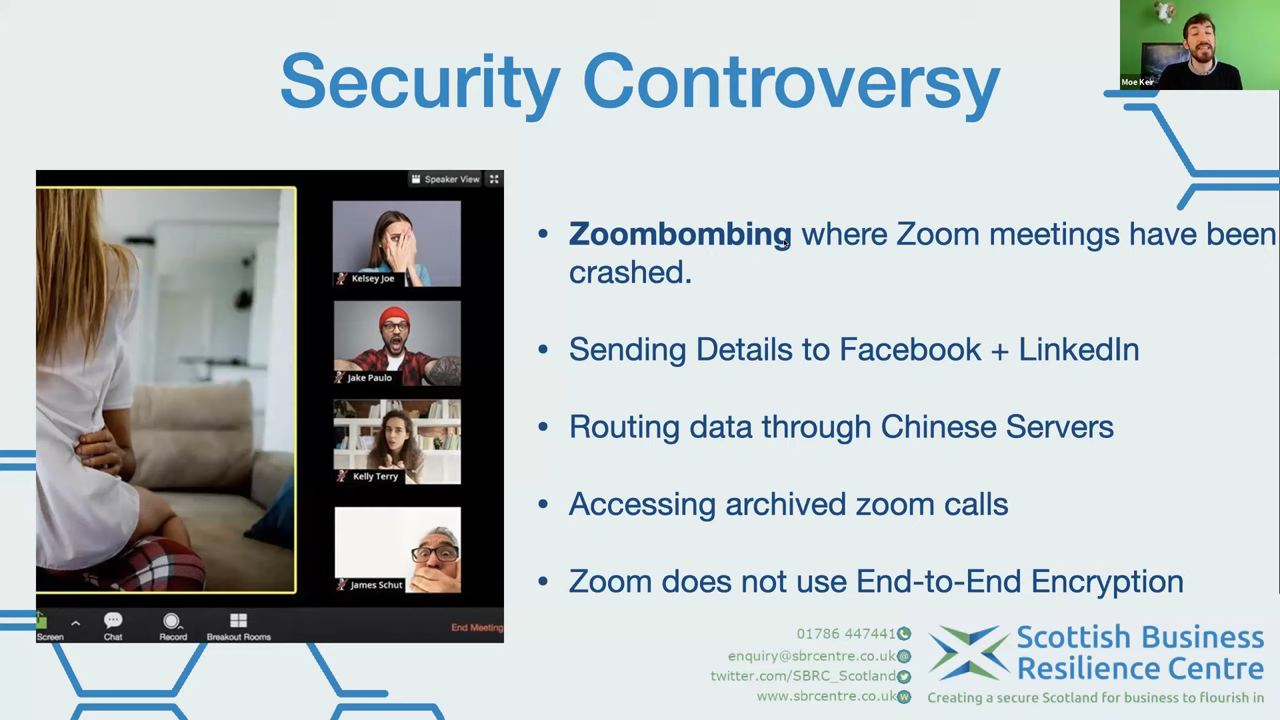 Security Controversy
Moe Keir
Speaker View
Kelsey Joe
Jake Paulo
Kelly Terry
James Schut
Screen
Chat
Record
Breakout Rooms
End Meeting
• Zoombombing where Zoom meetings have been
crashed.
• Sending Details to Facebook + LinkedIn
• Routing data through Chinese Servers
• Accessing archived zoom calls
• Zoom does not use End-to-End Encryption
01786 447441
enquiry@sbrcentre.co.uk
twitter.com/SBRC_Scotland
www.sbrcentre.co.uk
Scottish Business
Resilience Centre
Creating a secure Scotland for business to flourish in